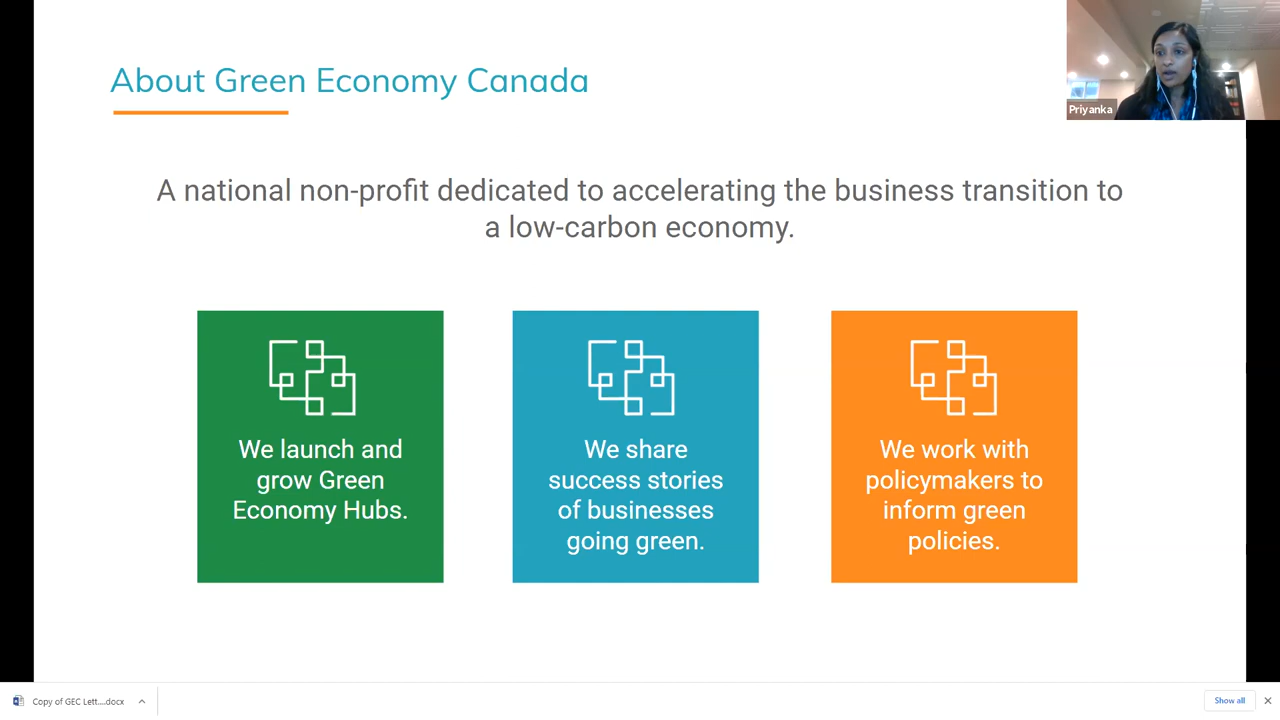 About Green Economy Canada
Priyanka
A national non-profit dedicated to accelerating the business transition to
a low-carbon economy.
We launch and
grow Green
Economy Hubs.
We share
success stories
of businesses
going green.
We work with
policymakers to
inform green
policies.
Copy of GEC Lett....docx
Show all